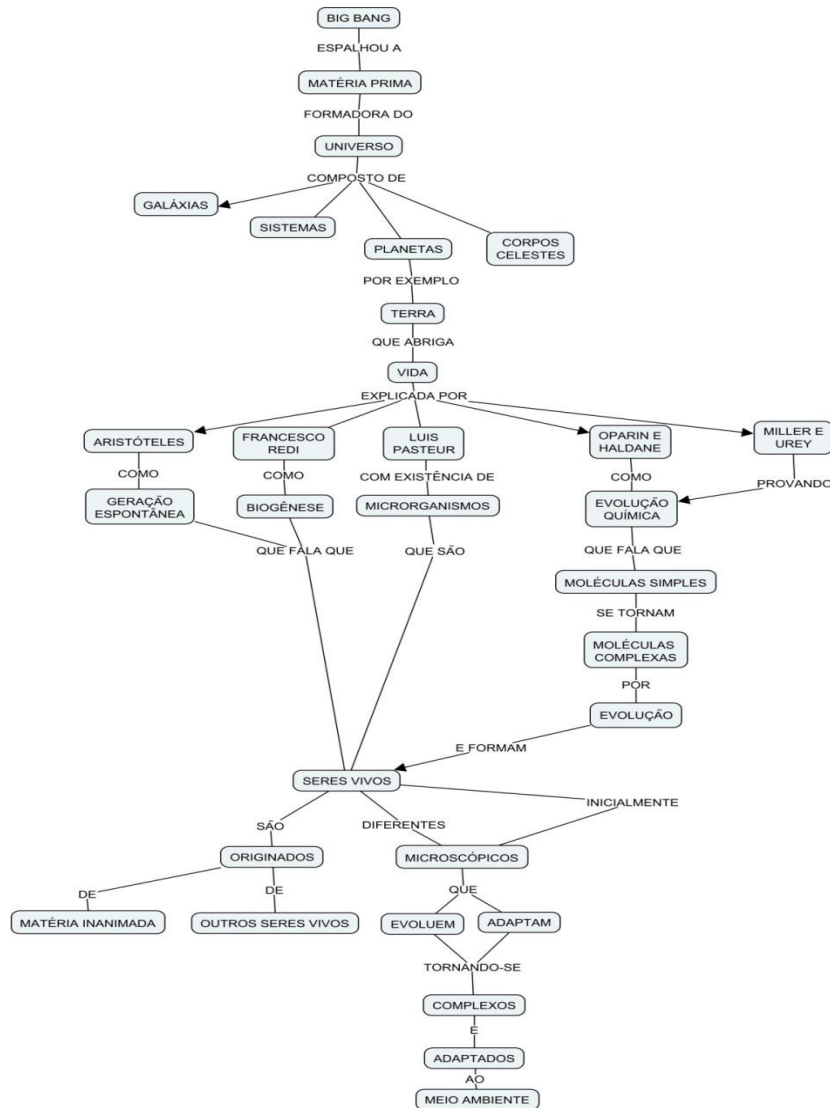 BIG BANG
ESPALHOU A
MATÉRIA PRIMA
FORMADORA DO
UNIVERSO
COMPOSTO DE
GALÁXIAS
SISTEMAS
PLANETAS
CORPOS
CELESTES
POR EXEMPLO
TERRA
QUE ABRIGA
VIDA
EXPLICADA POR
ARISTÓTELES
FRANCESCO
REDI
LUIS
PASTEUR
OPARIN E
HALDANE
MILLER E
UREY
COMO
COMO
COM EXISTÊNCIA DE
COMO
PROVANDO
GERAÇÃO
ESPONTÂNEA
BIOGÊNESE
MICRORGANISMOS
EVOLUÇÃO
QUÍMICA
QUE FALA QUE
QUE SÃO
QUE FALA QUE
MOLÉCULAS SIMPLES
SE TORNAM
MOLÉCULAS
COMPLEXAS
POR
EVOLUÇÃO
E FORMAM
SERES VIVOS
SÃO
DIFERENTES
INICIALMENTE
ORIGINADOS
MICROSCÓPICOS
DE
DE
QUE
MATÉRIA INANIMADA
OUTROS SERES VIVOS
EVOLUEM
ADAPTAM
TORNANDO-SE
COMPLEXOS
E
ADAPTADOS
AO
MEIO AMBIENTE